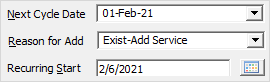 Next Cycle Date 01-Feb-21
Reason for Add Exist-Add Service
Recurring Start 2/6/2021